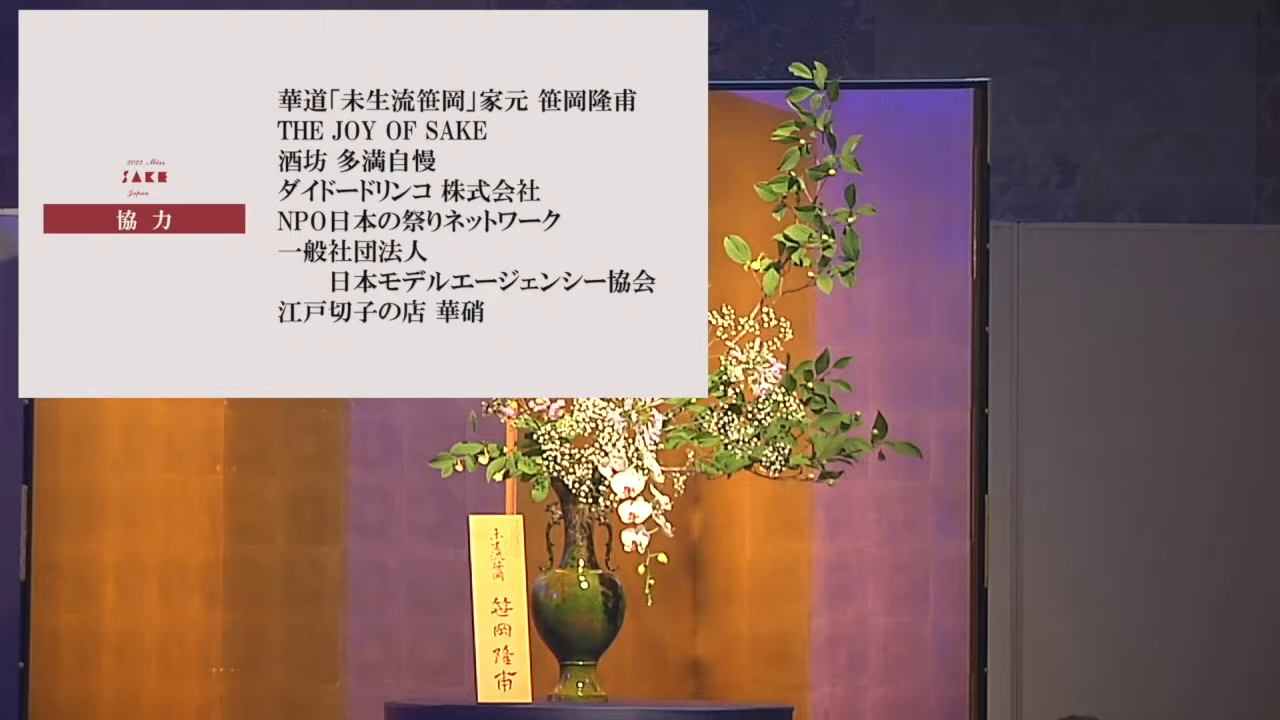 2022 Miss
SAKE
Japan
協力
華道「未生流笹岡」家元 笹岡隆甫
THE JOY OF SAKE
酒坊 多満自慢
ダイドードリンコ 株式会社
NPO日本の祭りネットワーク
一般社団法人
日本モデルエージェンシー協会
江戸切子の店 華硝
未生流笹岡
笹岡隆甫